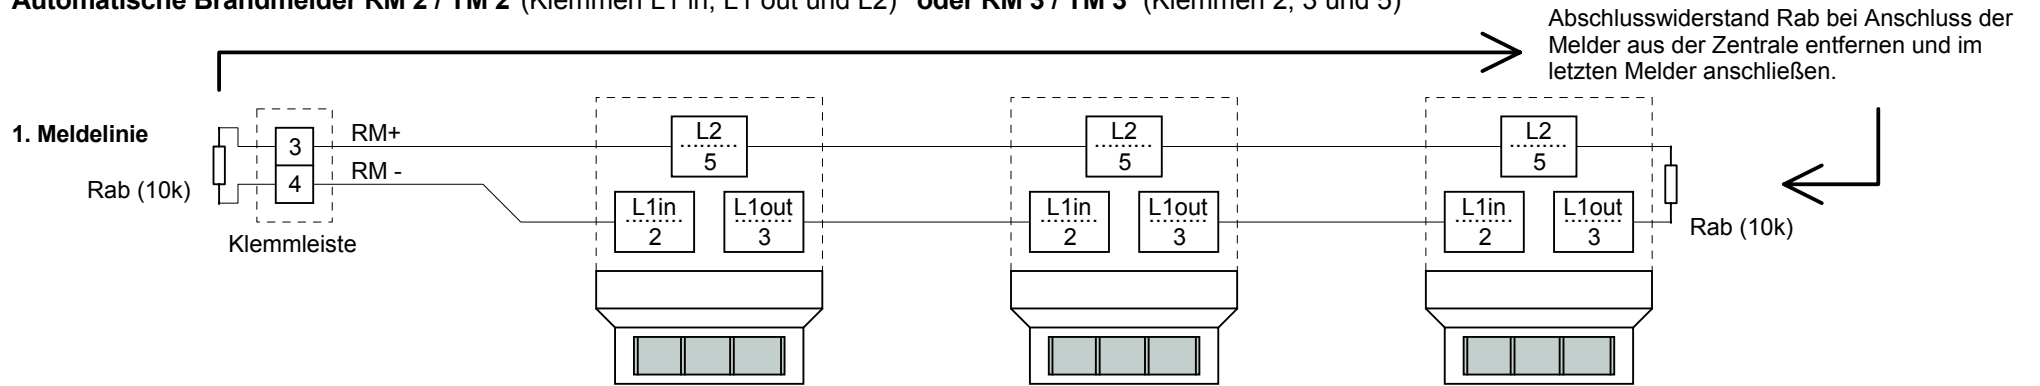 Automatische Brandmelder RM 2 / TM 2 (Klemmen L1 in, L1 out und L2) oder RM 3 / TM 3 (Klemmen 2, 3 und 5)
Abschlusswiderstand Rab bei Anschluss der
Melder aus der Zentrale entfernen und im
letzten Melder anschließen.
1. Meldelinie
Rab (10k)
3
4
Klemmleiste
RM+
RM -
L2
5
L1in
2
L1out
3
L2
5
L1in
2
L1out
3
L2
5
L1in
2
L1out
3
Rab (10k)